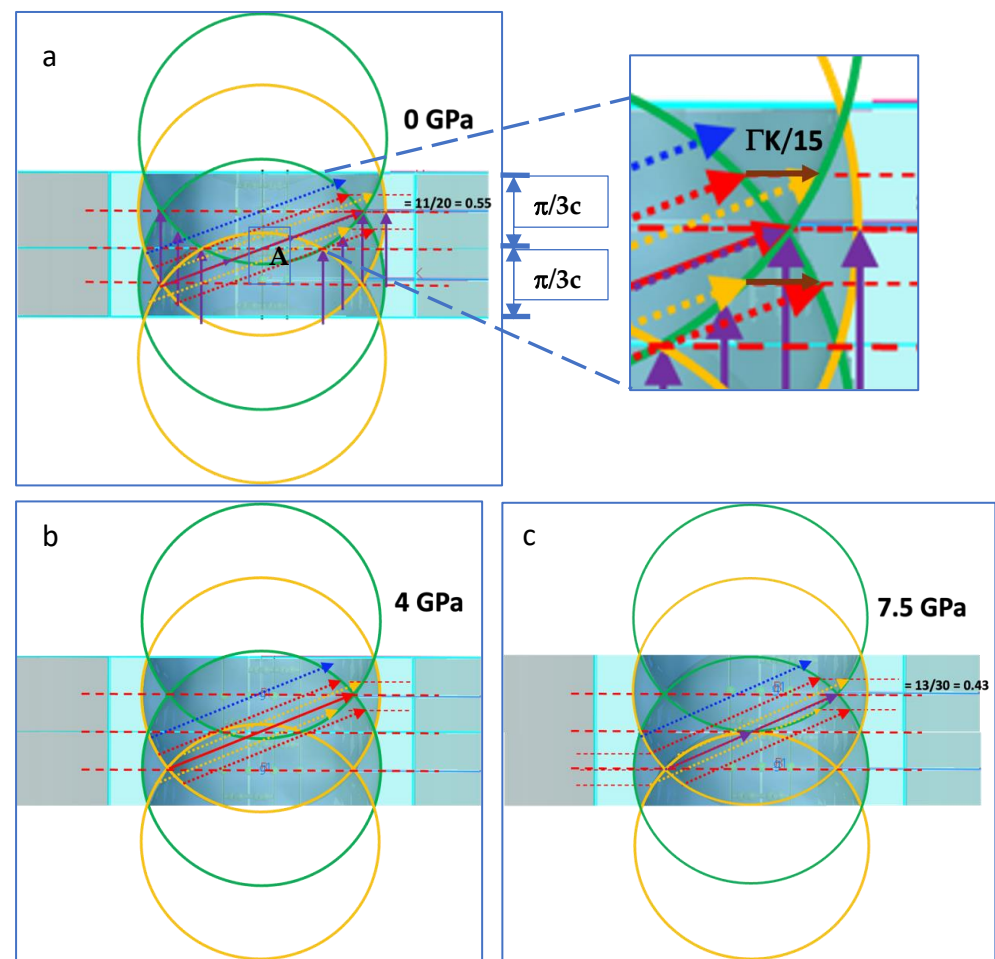 a
0 GPa
= 11/20 = 0.55
A
π/3c
π/3c
ΓK/15
b
4 GPa
c
7.5 GPa
= 13/30 = 0.43